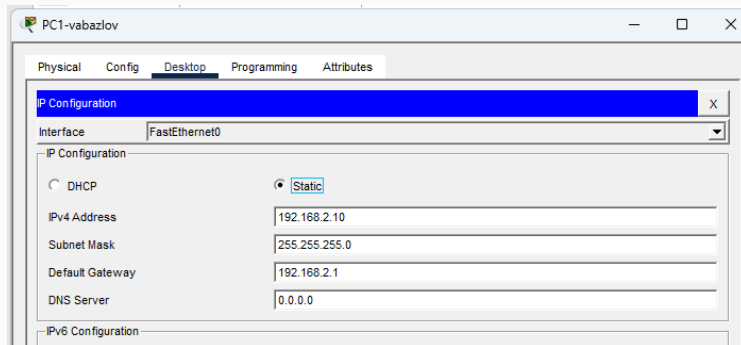 PC1-vabazlov
Physical Config Desktop Programming Attributes
IP Configuration X
Interface FastEthernet0
IP Configuration
DHCP Static
IPv4 Address 192.168.2.10
Subnet Mask 255.255.255.0
Default Gateway 192.168.2.1
DNS Server 0.0.0.0
IPv6 Configuration